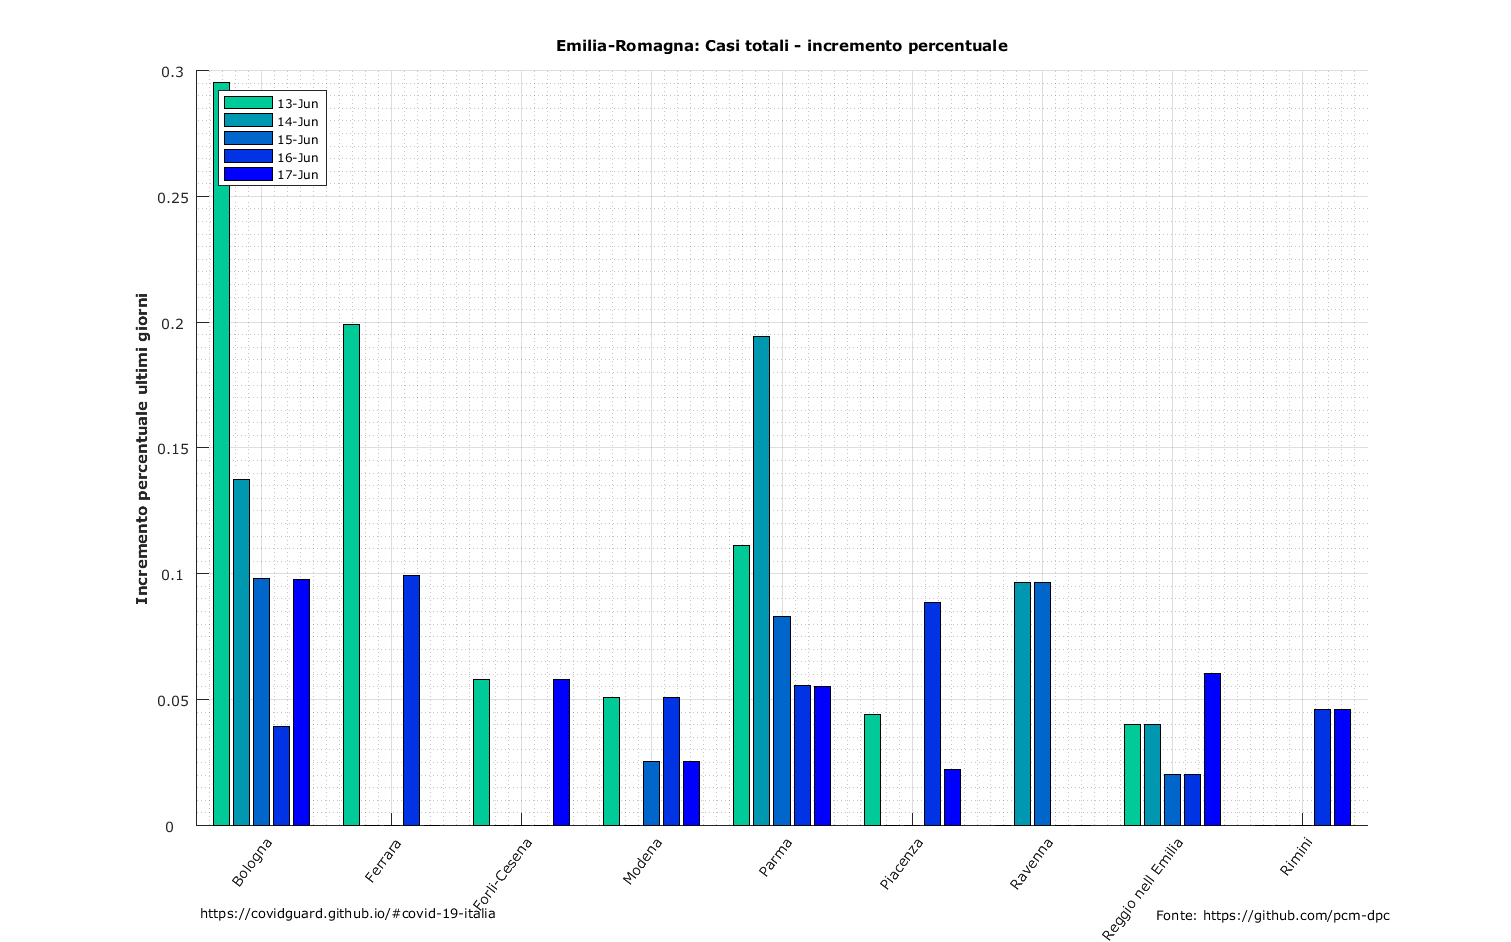 Emilia-Romagna: Casi totali - incremento percentuale
Incremento percentuale ultimi giorni
0.3
0.25
0.2
0.15
0.1
0.05
0
13-Jun
14-Jun
15-Jun
16-Jun
17-Jun
Bologna
Ferrara
Forlì-Cesena
Modena
Parma
Piacenza
Ravenna
Reggio nell Emilia
Rimini
https://covidguard.github.io/#covid-19-italia
Fonte: https://github.com/pcm-dpc